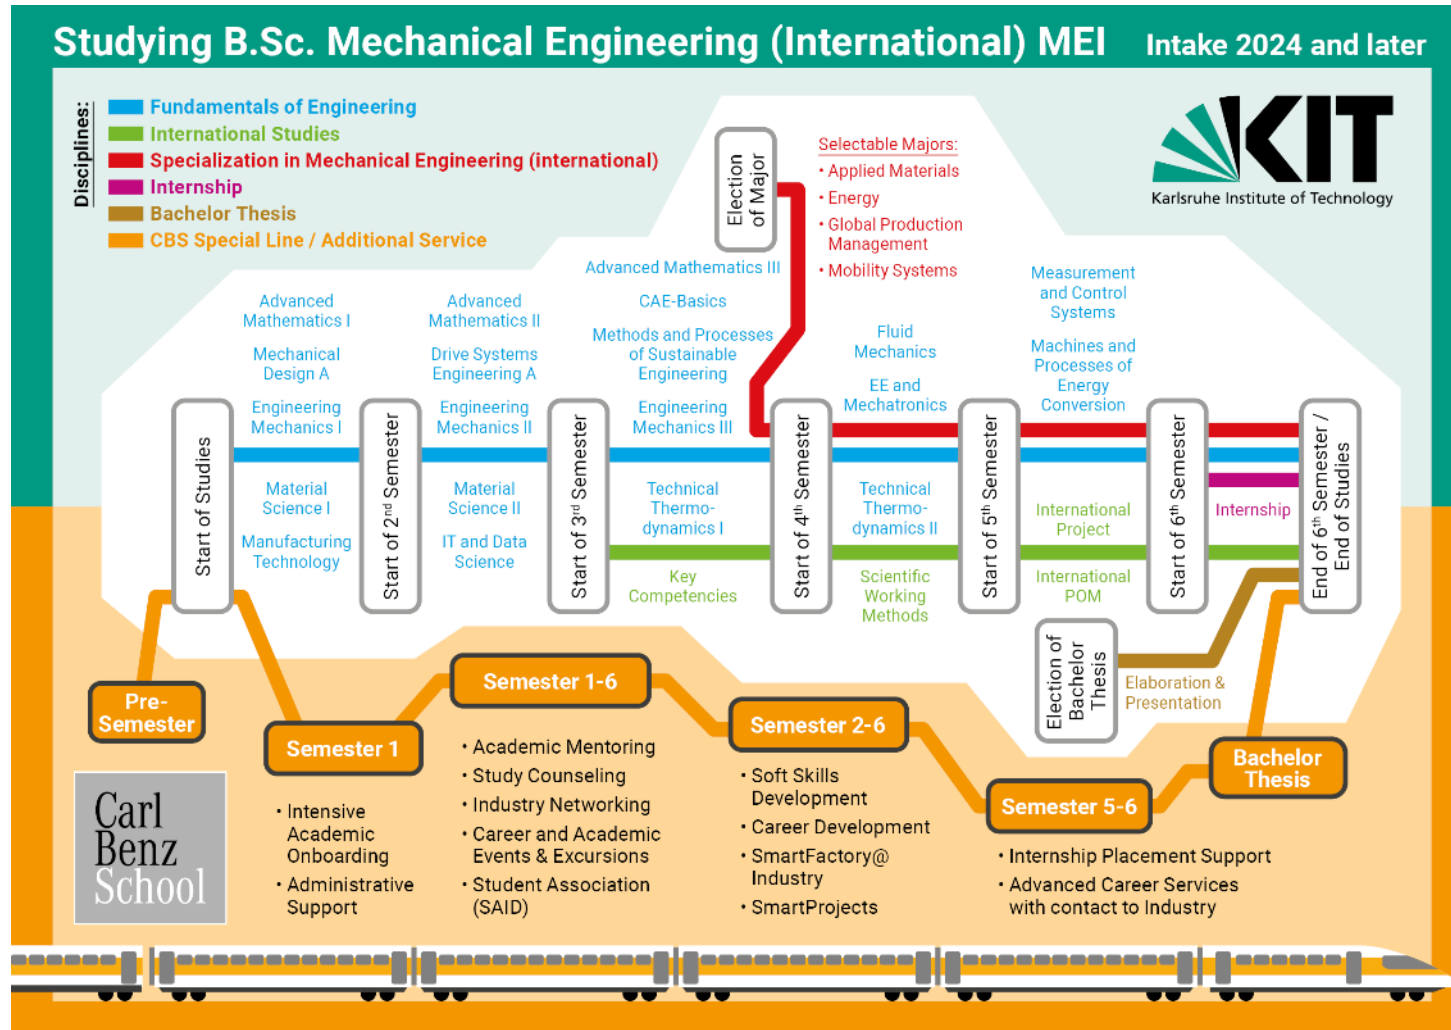 Studying B.Sc. Mechanical Engineering (International) MEI
Intake 2024 and later
Disciplines:
Fundamentals of Engineering
International Studies
Specialization in Mechanical Engineering (international)
Internship
Bachelor Thesis
CBS Special Line / Additional Service
KIT
Karlsruhe Institute of Technology
Election
of Major
Selectable Majors:
• Applied Materials
• Energy
• Global Production
Management
• Mobility Systems
Start of Studies
Advanced
Mathematics I
Mechanical
Design A
Engineering
Mechanics I
Material
Science I
Manufacturing
Technology
Start of 2nd Semester
Advanced
Mathematics II
Drive Systems
Engineering A
Engineering
Mechanics II
Material
Science II
IT and Data
Science
Start of 3rd Semester
Advanced Mathematics III
CAE-Basics
Methods and Processes
of Sustainable
Engineering
Engineering
Mechanics III
Technical
Thermo-
dynamics I
Key
Competencies
Start of 4th Semester
Fluid
Mechanics
EE and
Mechatronics
Technical
Thermo-
dynamics II
Scientific
Working
Methods
Start of 5th Semester
Measurement
and Control
Systems
Machines and
Processes of
Energy
Conversion
International
Project
International
POM
Start of 6th Semester
Internship
End of 6th Semester /
End of Studies
Election of
Bachelor
Thesis
Elaboration &
Presentation
Pre-
Semester
Semester 1
• Intensive
Academic
Onboarding
• Administrative
Support
Semester 1-6
• Academic Mentoring
• Study Counseling
• Industry Networking
• Career and Academic
Events & Excursions
• Student Association
(SAID)
Semester 2-6
• Soft Skills
Development
• Career Development
• SmartFactory@
Industry
• SmartProjects
Semester 5-6
• Internship Placement Support
• Advanced Career Services
with contact to Industry
Bachelor
Thesis
Carl
Benz
School